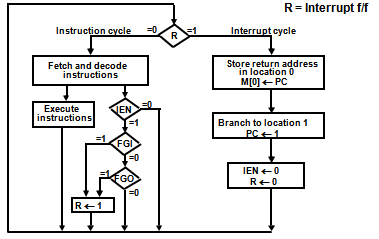 R = Interrupt f/f
Instruction cycle
=0
R
=1
Interrupt cycle
Fetch and decode
instructions
Store return address
in location 0
M[0] ← PC
Execute
instructions
IEN
=0
=1
Branch to location 1
PC ← 1
=1
FGI
=0
=1
FGO
=0
IEN ← 0
R ← 0
R ← 1